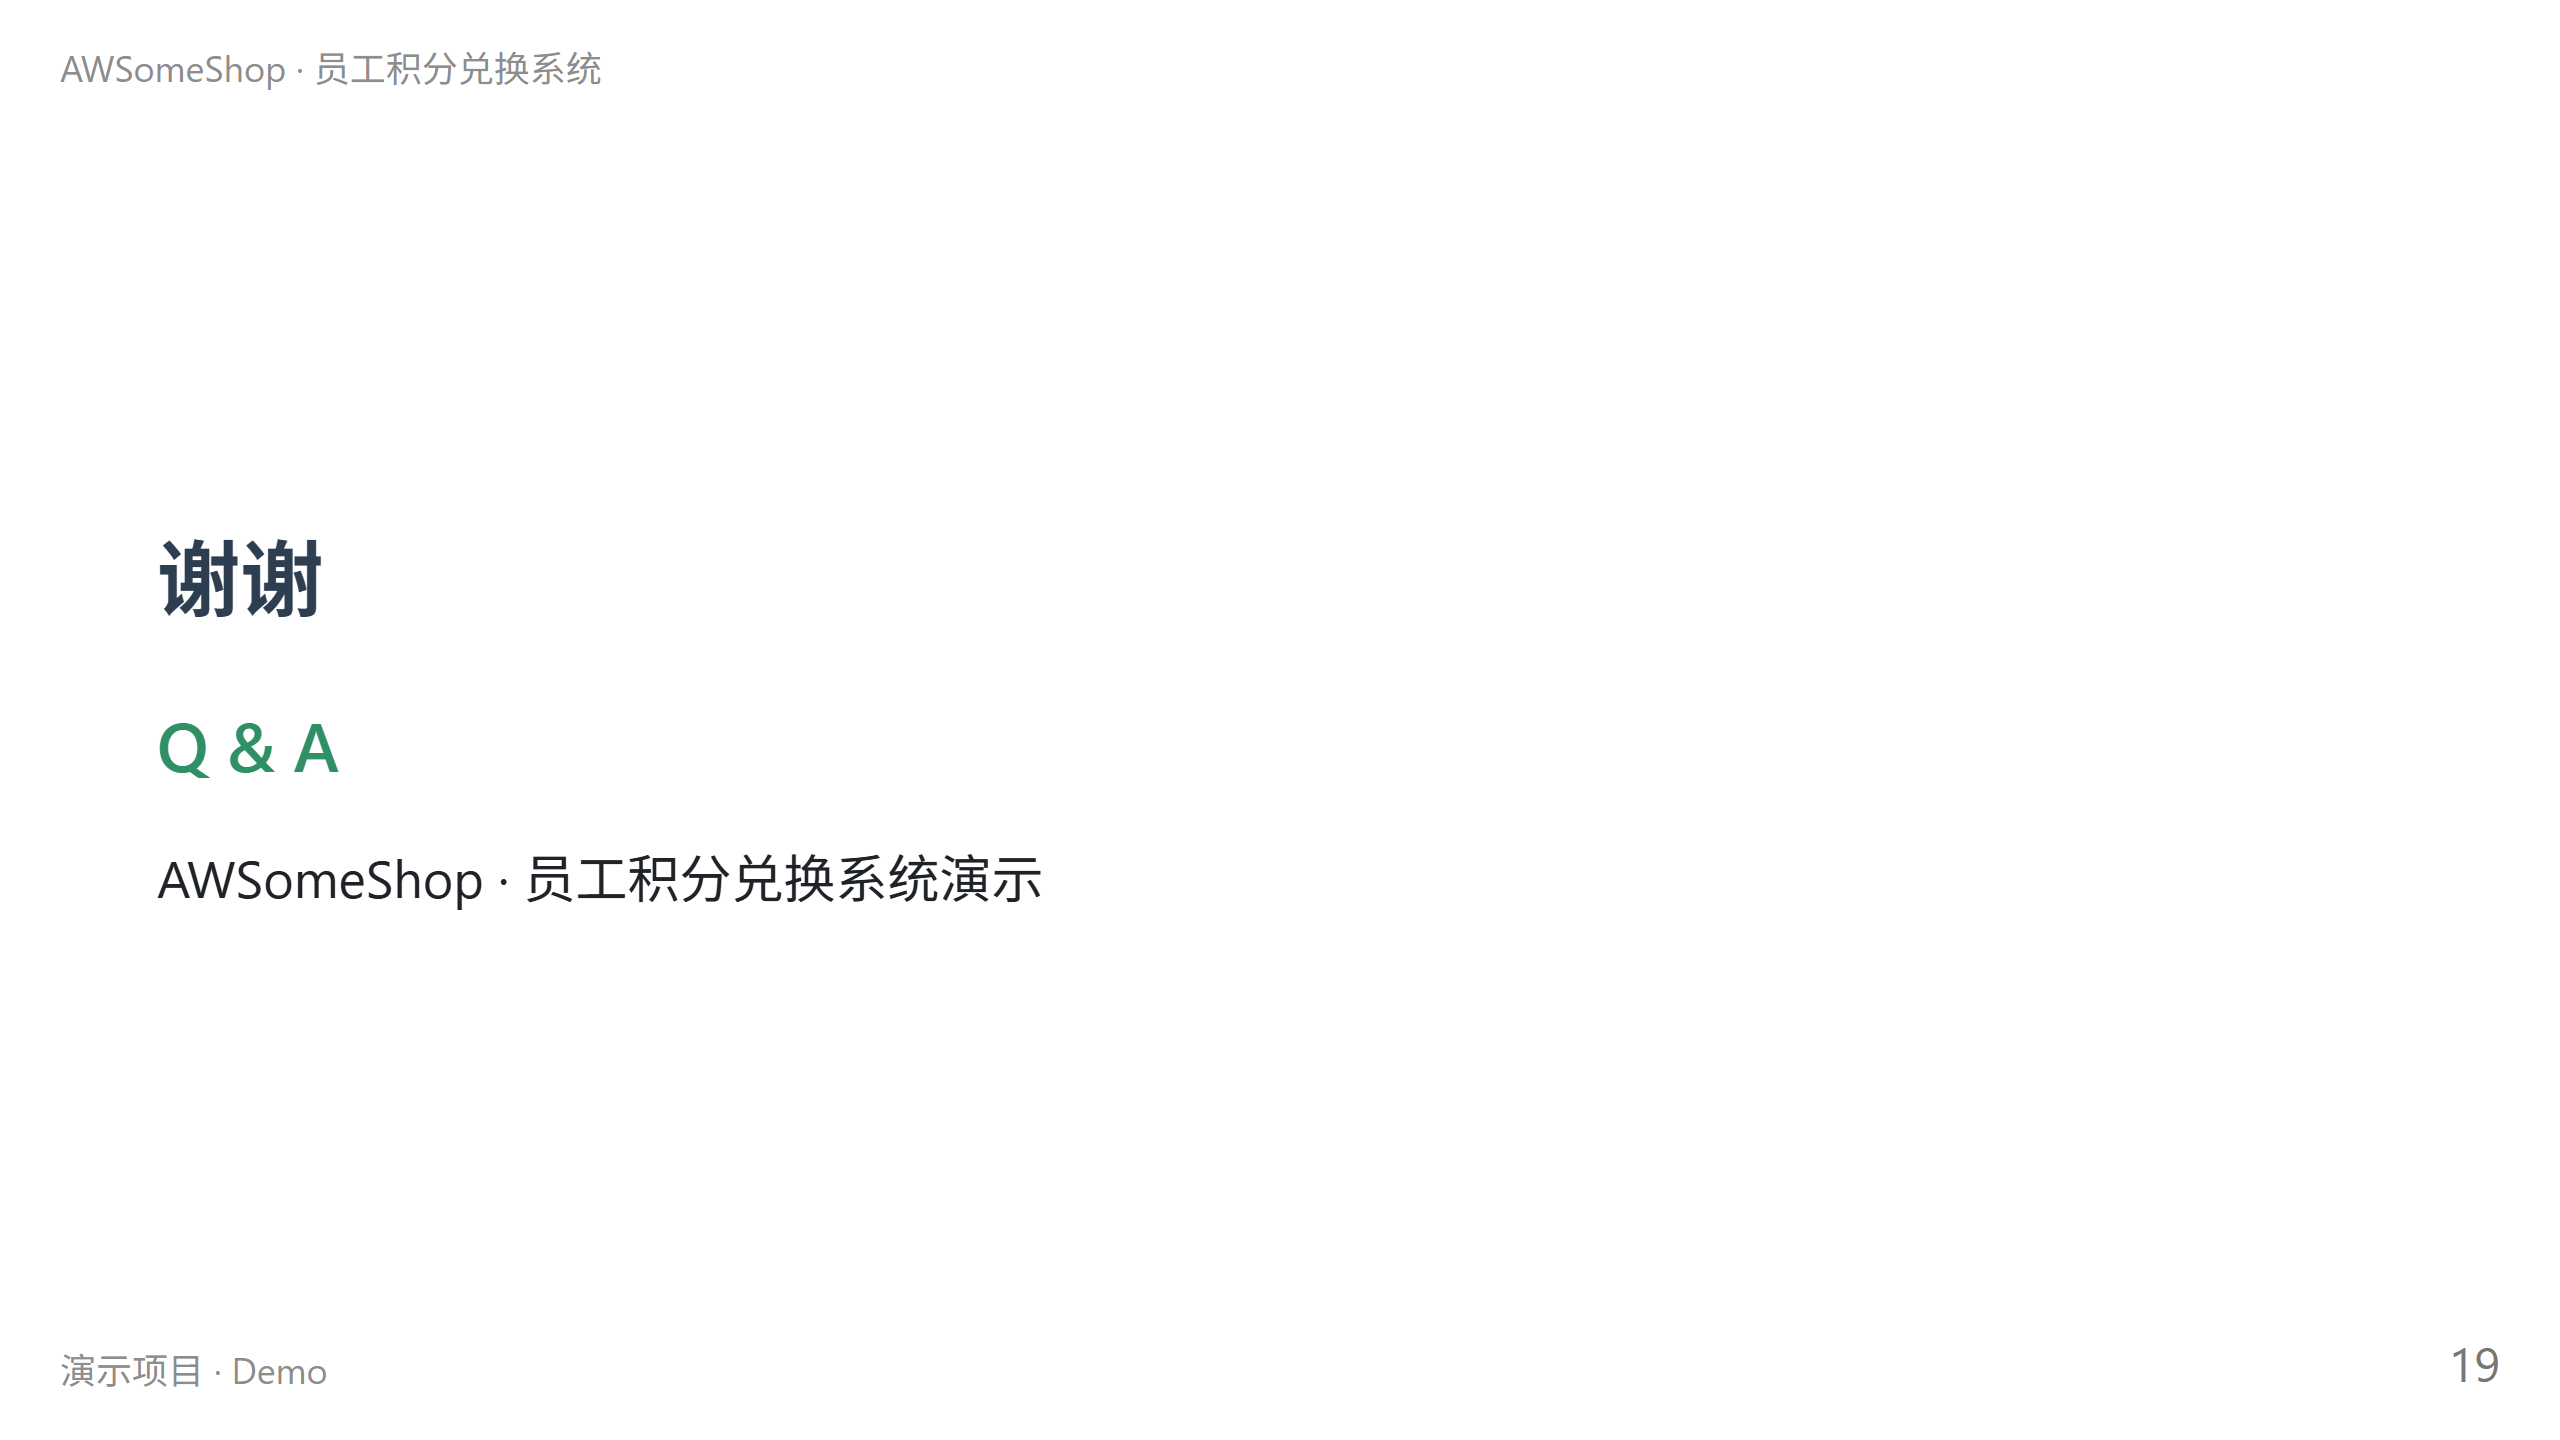 AWSomeShop · 员工积分兑换系统
谢谢
Q & A
AWSomeShop · 员工积分兑换系统演示
演示项目 · Demo
19